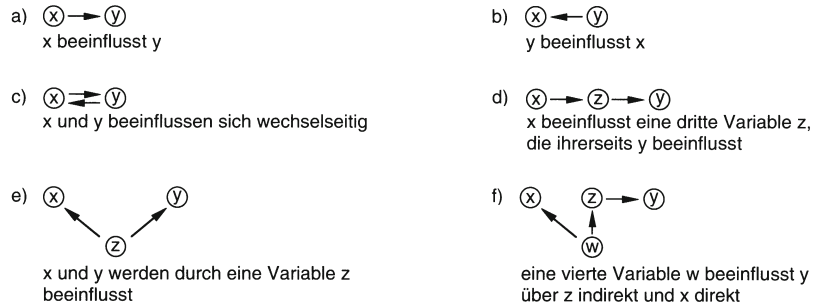 a) x y
x beeinflusst y
b) x y
y beeinflusst x
c) x y
x und y beeinflussen sich wechselseitig
d) x z y
x beeinflusst eine dritte Variable z,
die ihrerseits y beeinflusst
e) x y
z
x und y werden durch eine Variable z
beeinflusst
f) x z y
w
eine vierte Variable w beeinflusst y
über z indirekt und x direkt